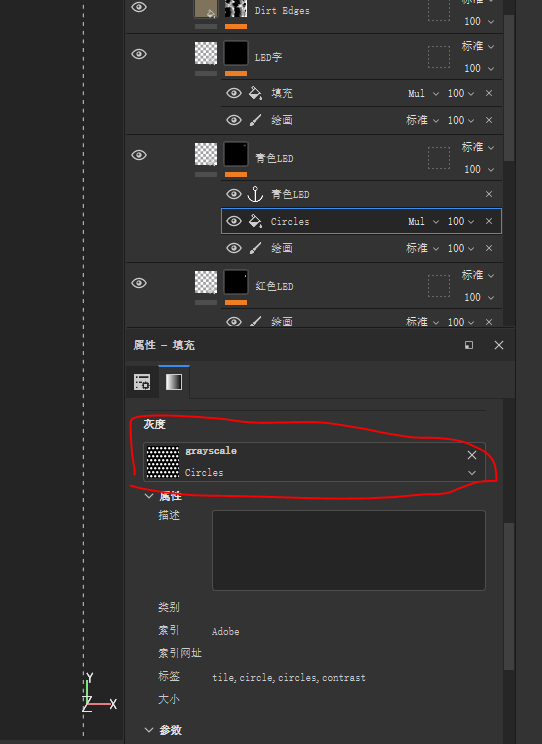 Dirt Edges
标准
100
LED字
标准
100
填充 Mul 100
绘画 标准 100
青色LED
标准
100
青色LED
Circles Mul 100
绘画 标准 100
红色LED
标准
100
绘画 标准 100
属性 - 填充
灰度
grayscale
Circles
属性
描述
类别
索引 Adobe
索引网址
标签 tile,circle,circles,contrast
大小
参数
Y
Z X